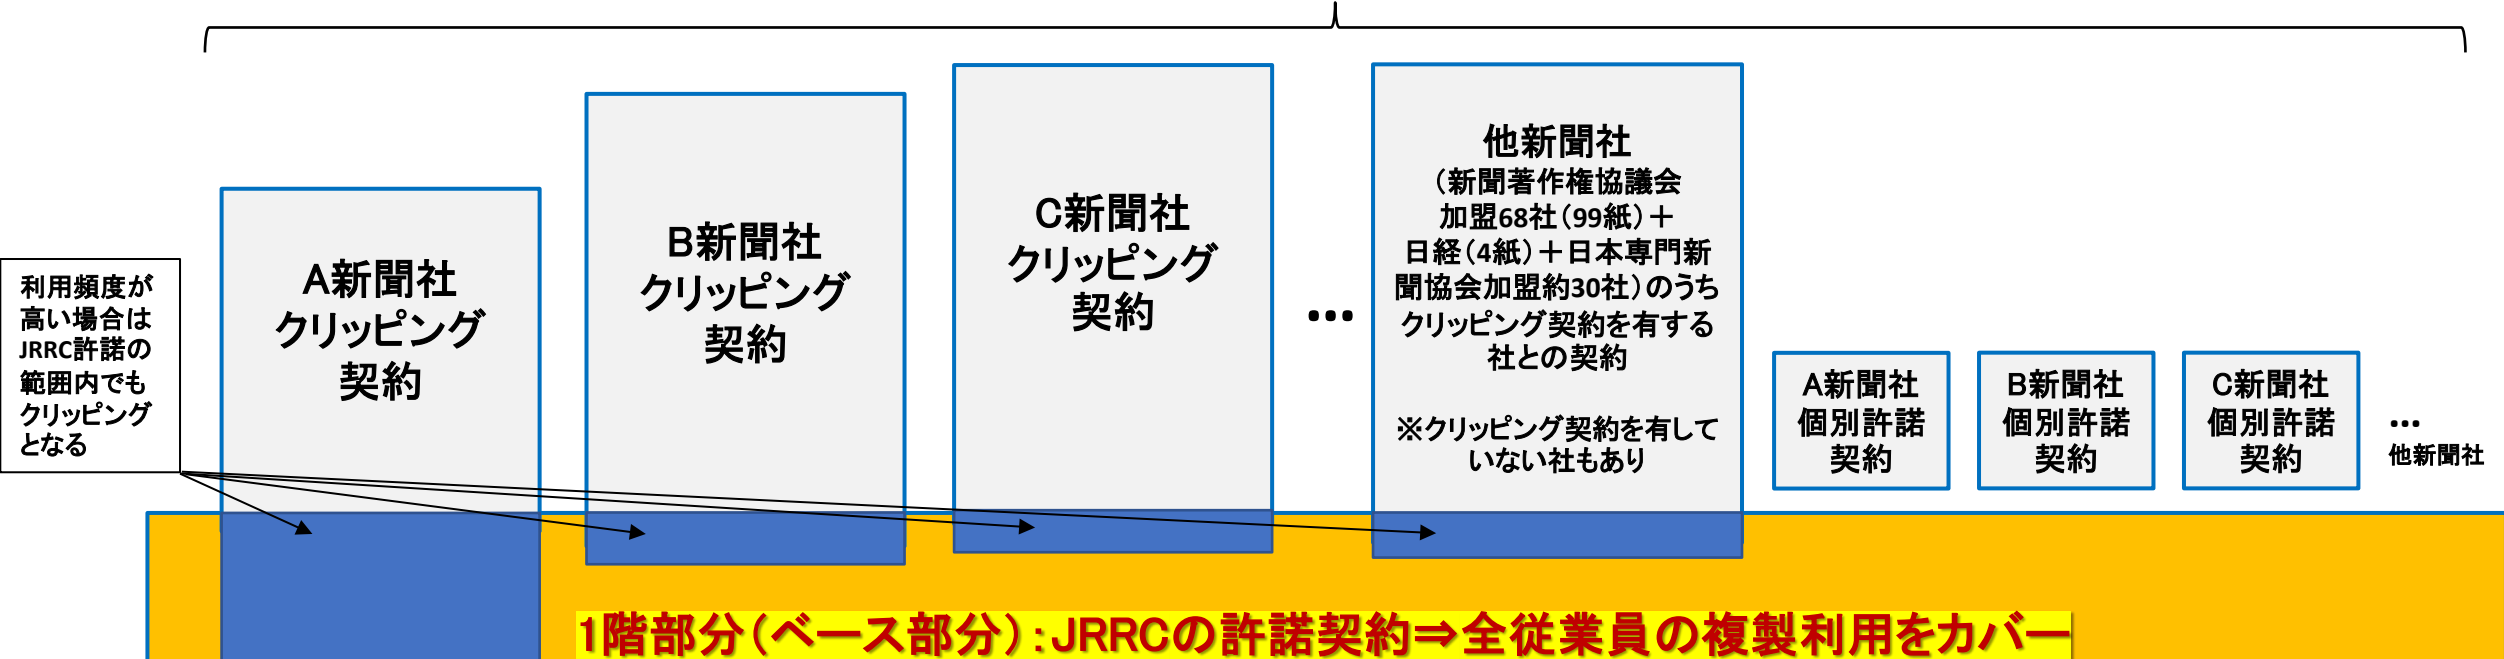 利用頻度が
高い場合は
JRRC許諾の
範囲内でも
クリッピング
となる
A新聞社
クリッピング
契約
B新聞社
クリッピング
契約
C新聞社
クリッピング
契約
…
他新聞社
（新聞著作権協議会
加盟68社（99紙）＋
日経（4紙）＋日本専門新
聞協会加盟約30社）のうち
クリッピング契約を有する
社との契約
※クリッピング契約を有して
いない社もあり
A新聞社
個別許諾
契約
B新聞社
個別許諾
契約
C新聞社
個別許諾
契約
…
他新聞社
1階部分（ベース部分）：JRRCの許諾契約⇒全従業員の複製利用をカバー